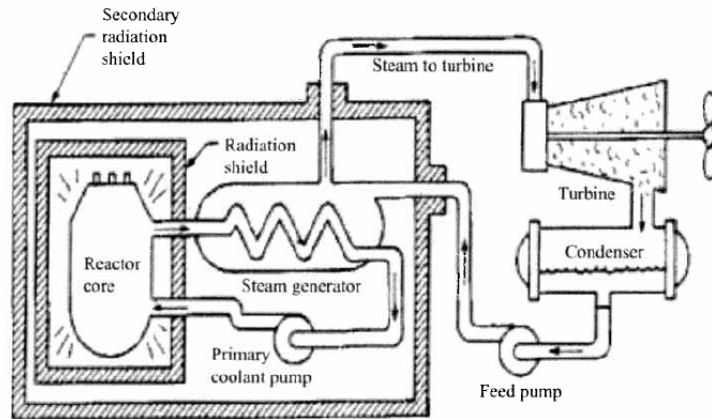 Secondary
radiation
shield
Steam to turbine
Radiation
shield
Turbine
Reactor
core
Condenser
Steam generator
Primary
coolant pump
Feed pump